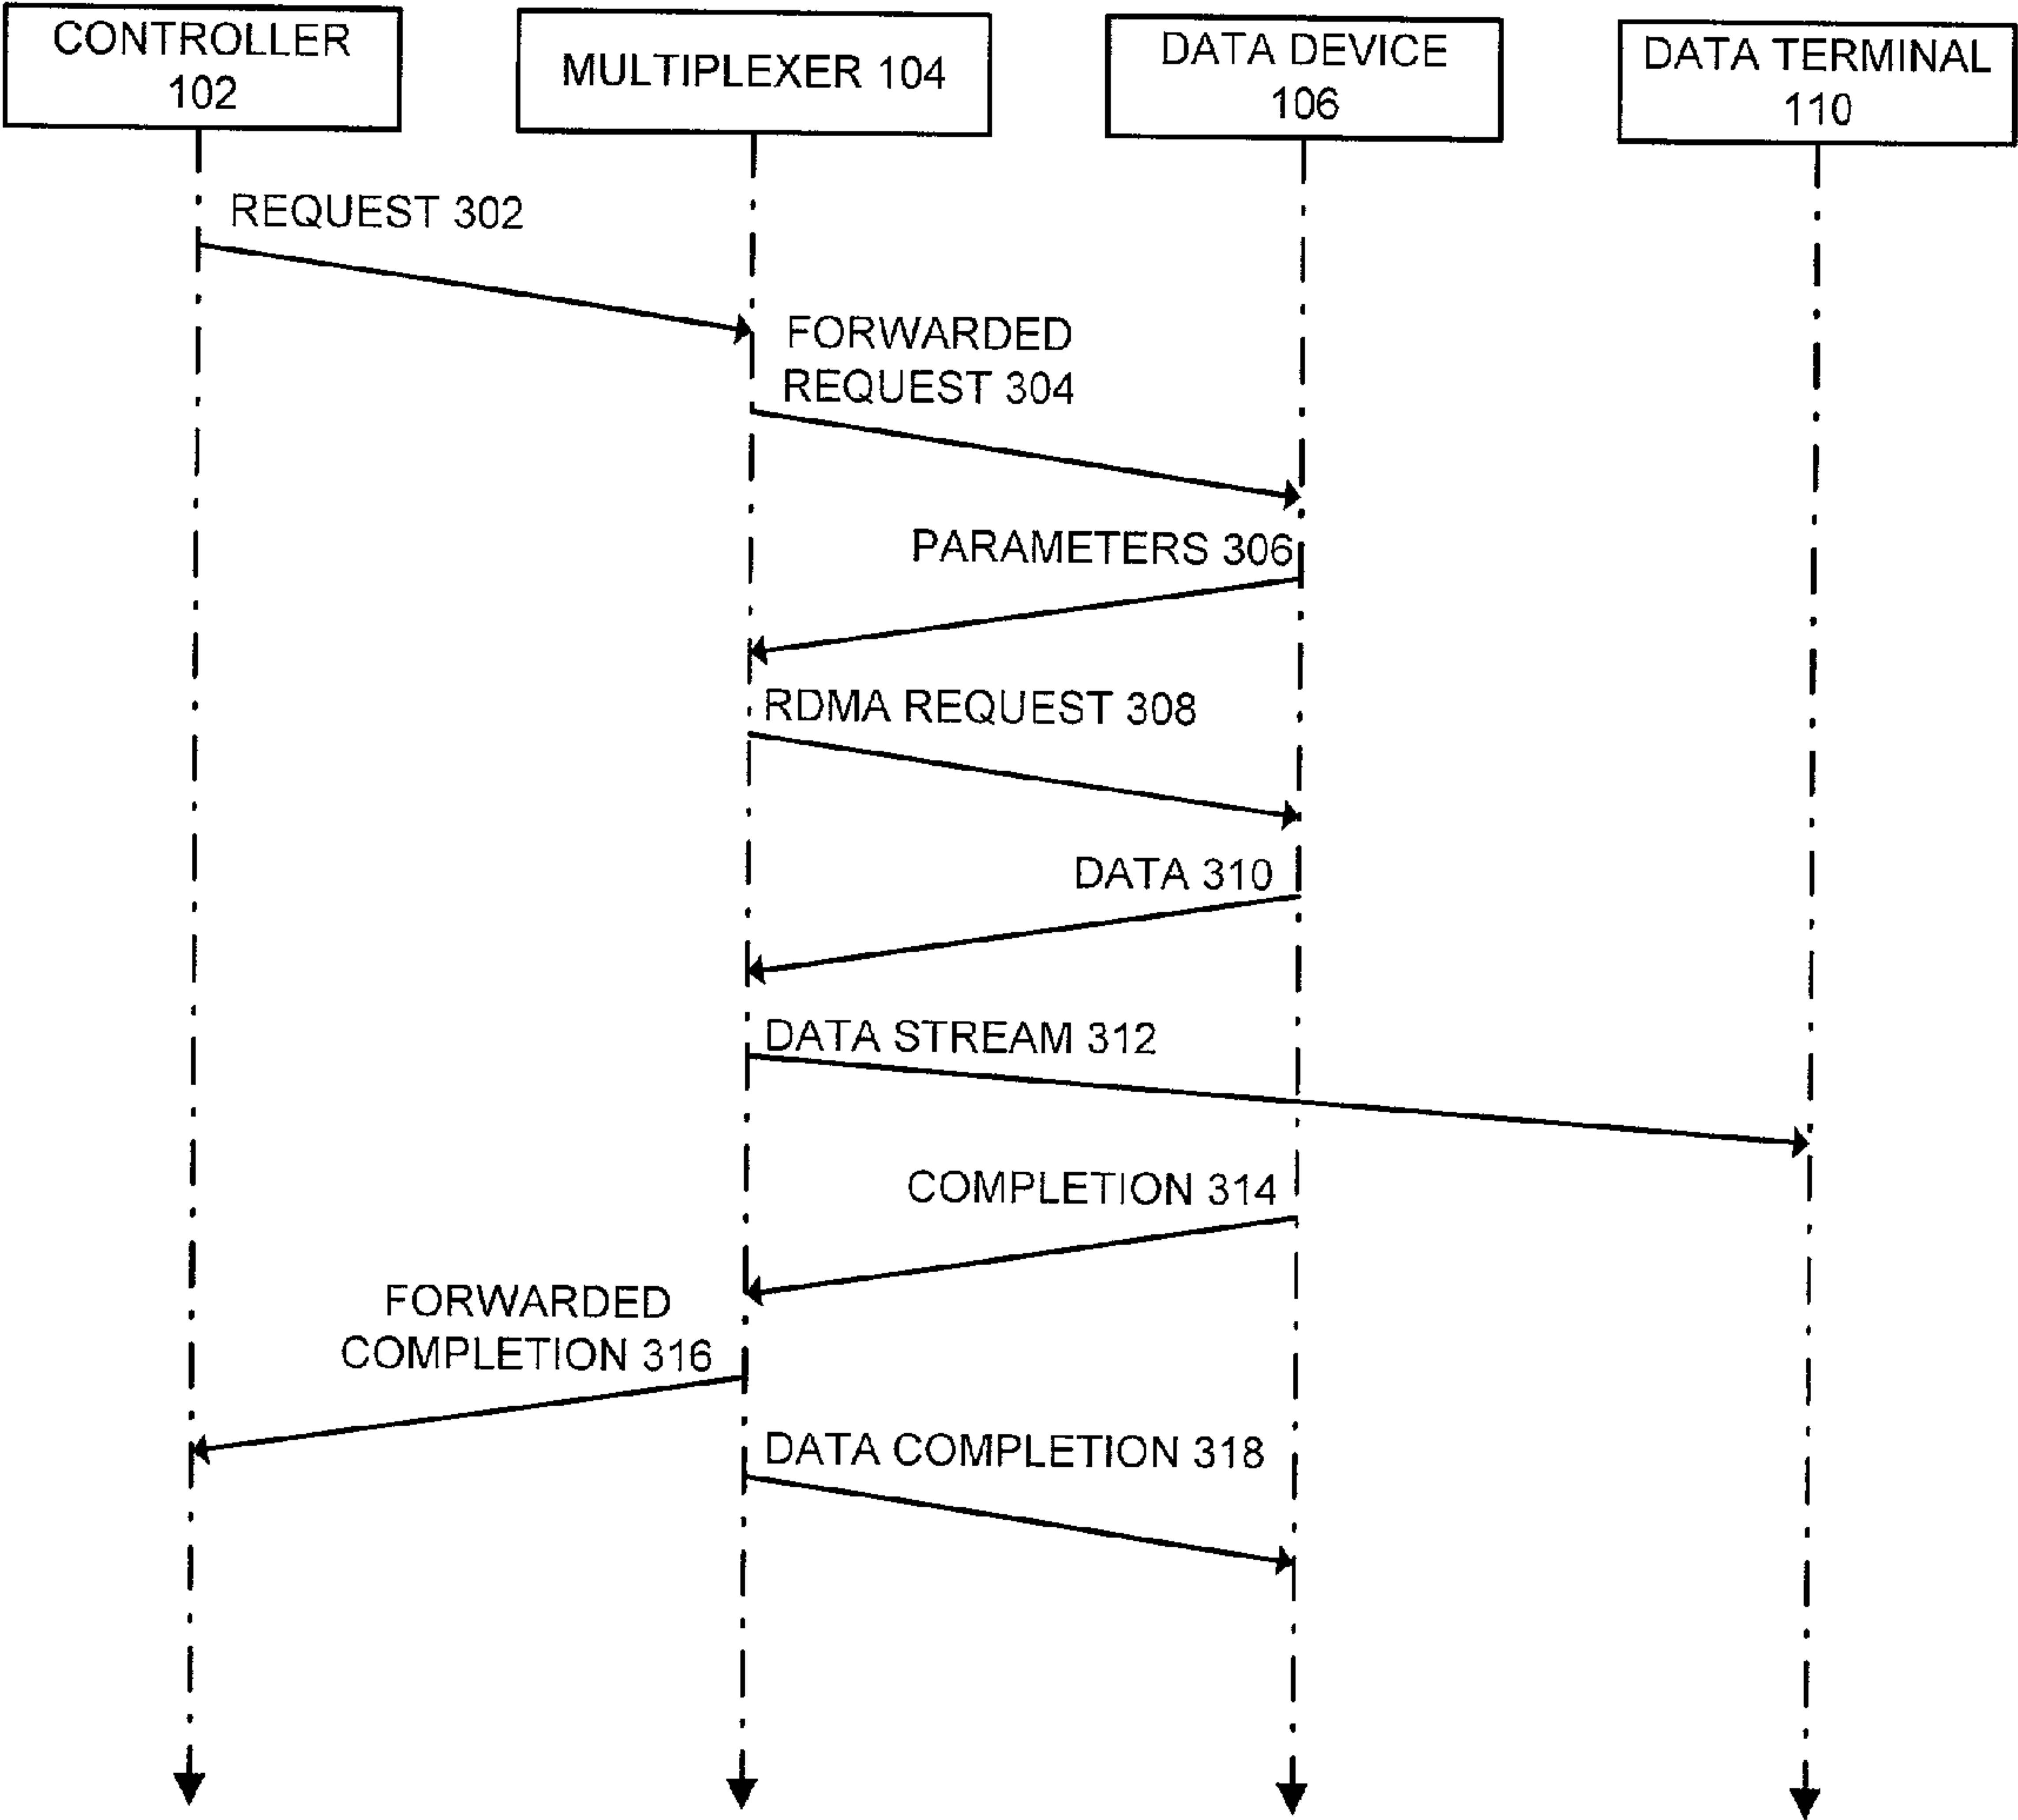 CONTROLLER
102
MULTIPLEXER 104
DATA DEVICE
106
DATA TERMINAL
110
REQUEST 302
FORWARDED
REQUEST 304
PARAMETERS 306
RDMA REQUEST 308
DATA 310
DATA STREAM 312
COMPLETION 314
FORWARDED
COMPLETION 316
DATA COMPLETION 318